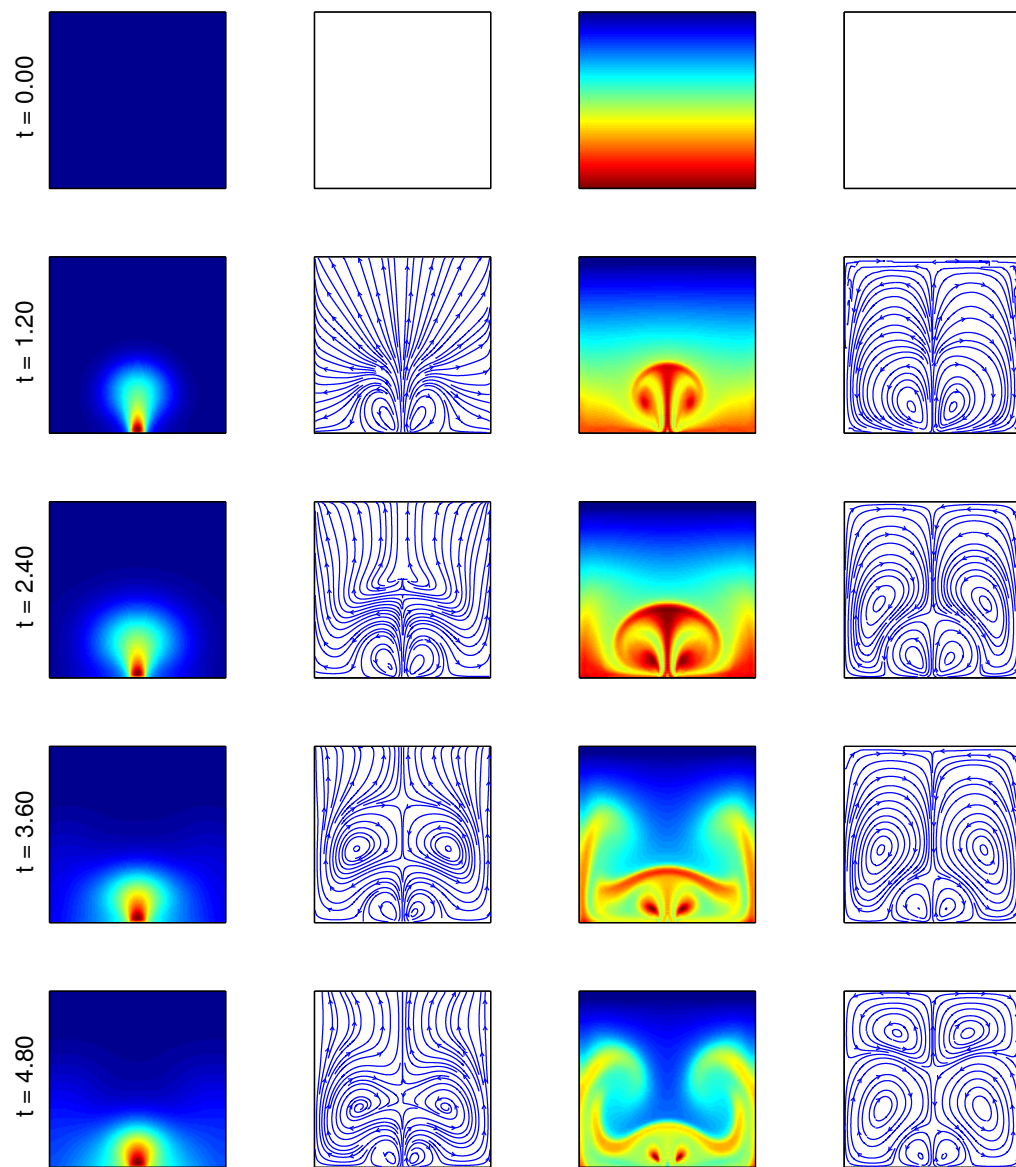 t = 0.00
t = 1.20
t = 2.40
t = 3.60
t = 4.80